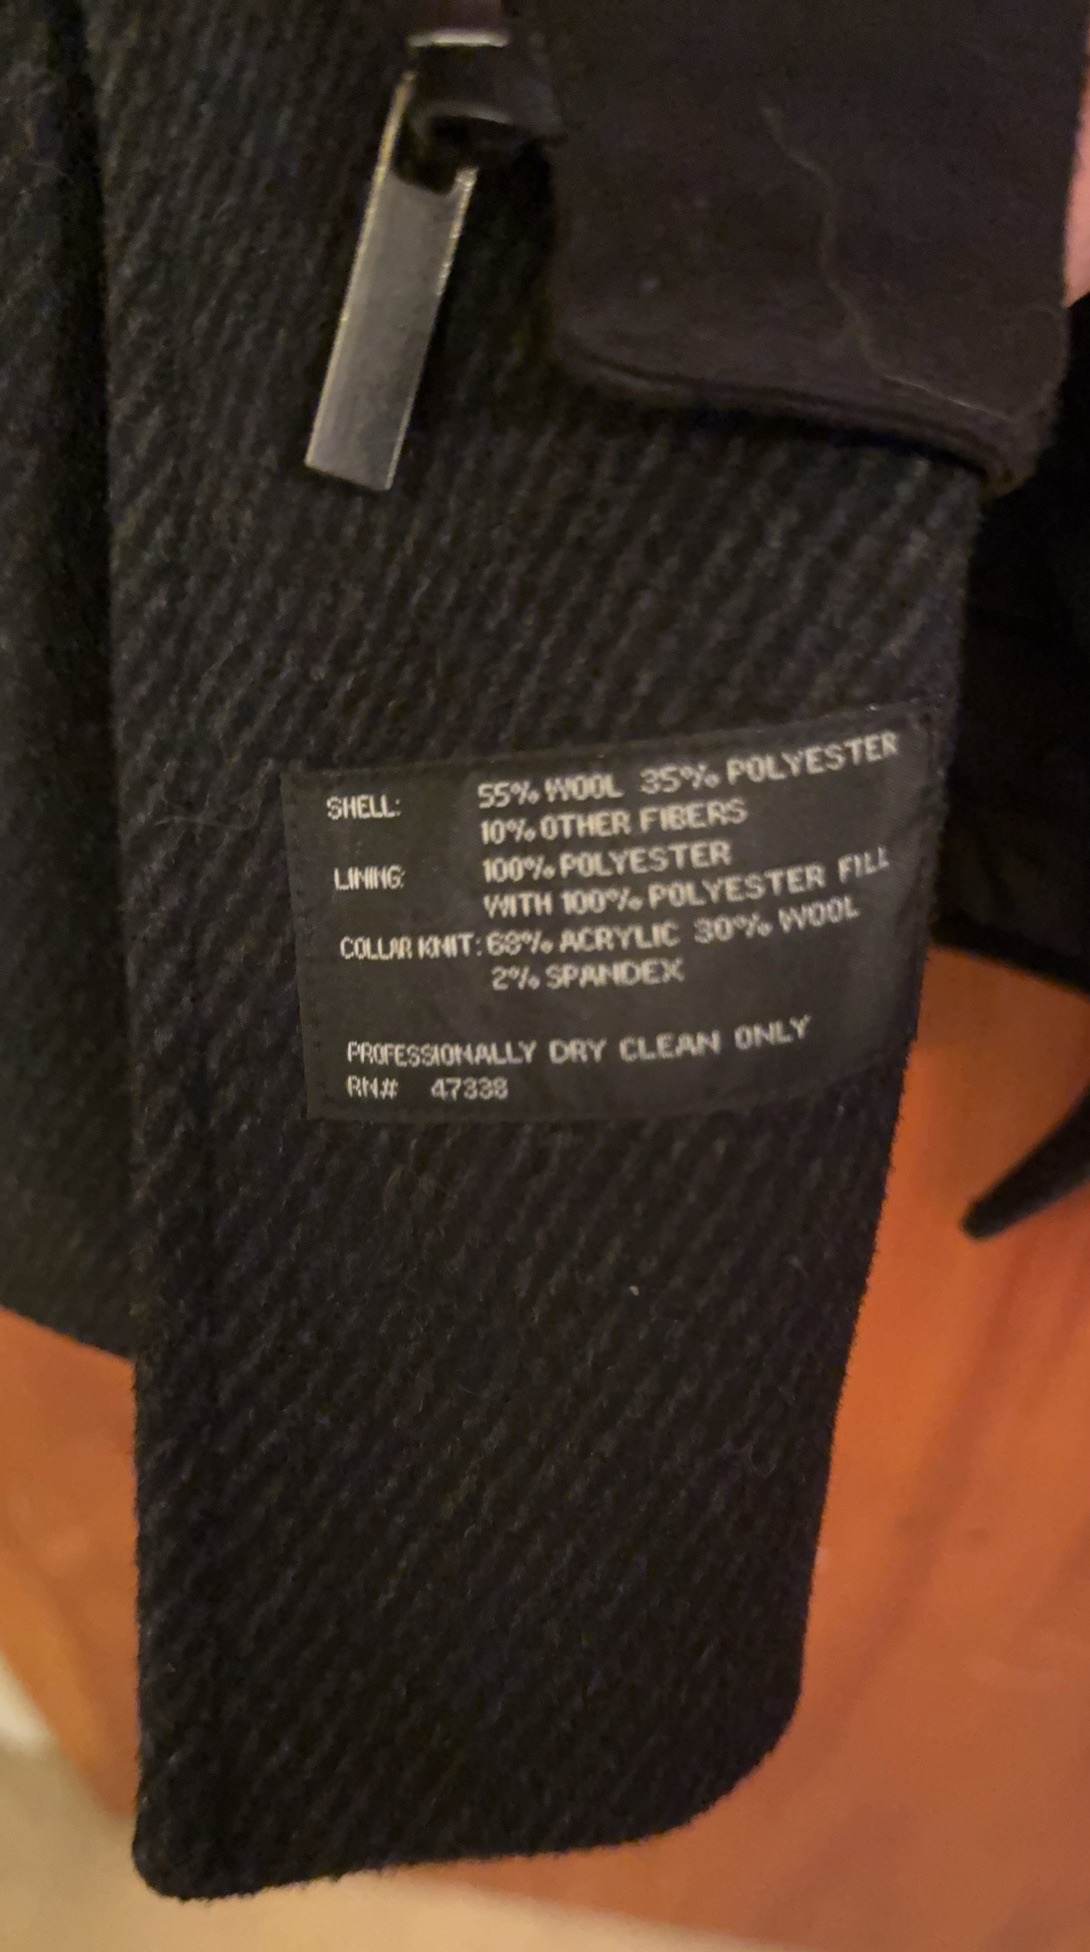 SHELL: 55% WOOL 35% POLYESTER
10% OTHER FIBERS
LINING: 100% POLYESTER
WITH 100% POLYESTER FILL
COLLAR KNIT: 68% ACRYLIC 30% WOOL
2% SPANDEX
PROFESSIONALLY DRY CLEAN ONLY
RN# 47338